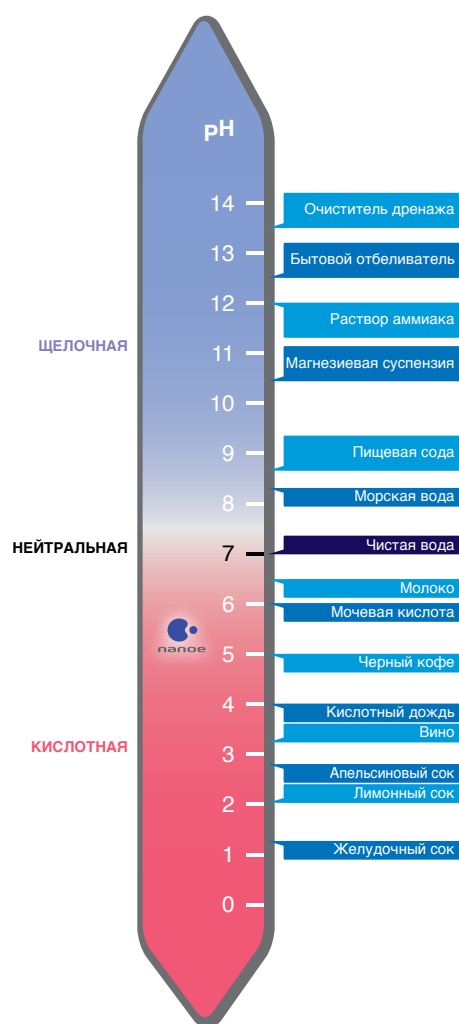 pH
14
Очиститель дренажа
13
Бытовой отбеливатель
12
Раствор аммиака
ЩЕЛОЧНАЯ
11
Магнезиевая суспензия
10
9
Пищевая сода
8
Морская вода
НЕЙТРАЛЬНАЯ
7
Чистая вода
Молоко
6
Мочевая кислота
nanoe
5
Черный кофе
4
Кислотный дождь
Вино
КИСЛОТНАЯ
3
Апельсиновый сок
2
Лимонный сок
1
Желудочный сок
0